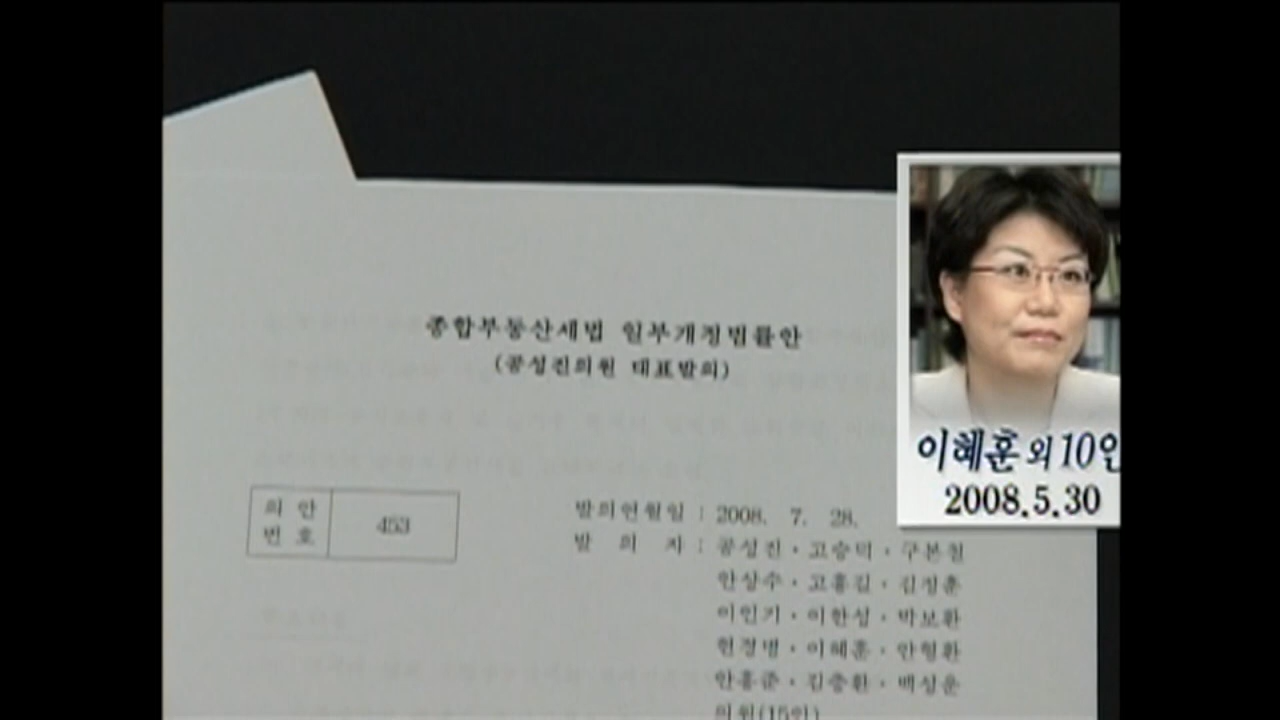 종합부동산세법 일부개정법률안
(공성진의원 대표발의)
의 안
번 호
453
발의연월일 : 2008. 7. 28.
발 의 자 : 공성진·고승덕·구본철
안상수·고흥길·김정훈
이인기·이한성·박보환
현경병·이혜훈·안형환
안홍준·김충환·백성운
의원(15인)
이혜훈 외 10인
2008.5.30